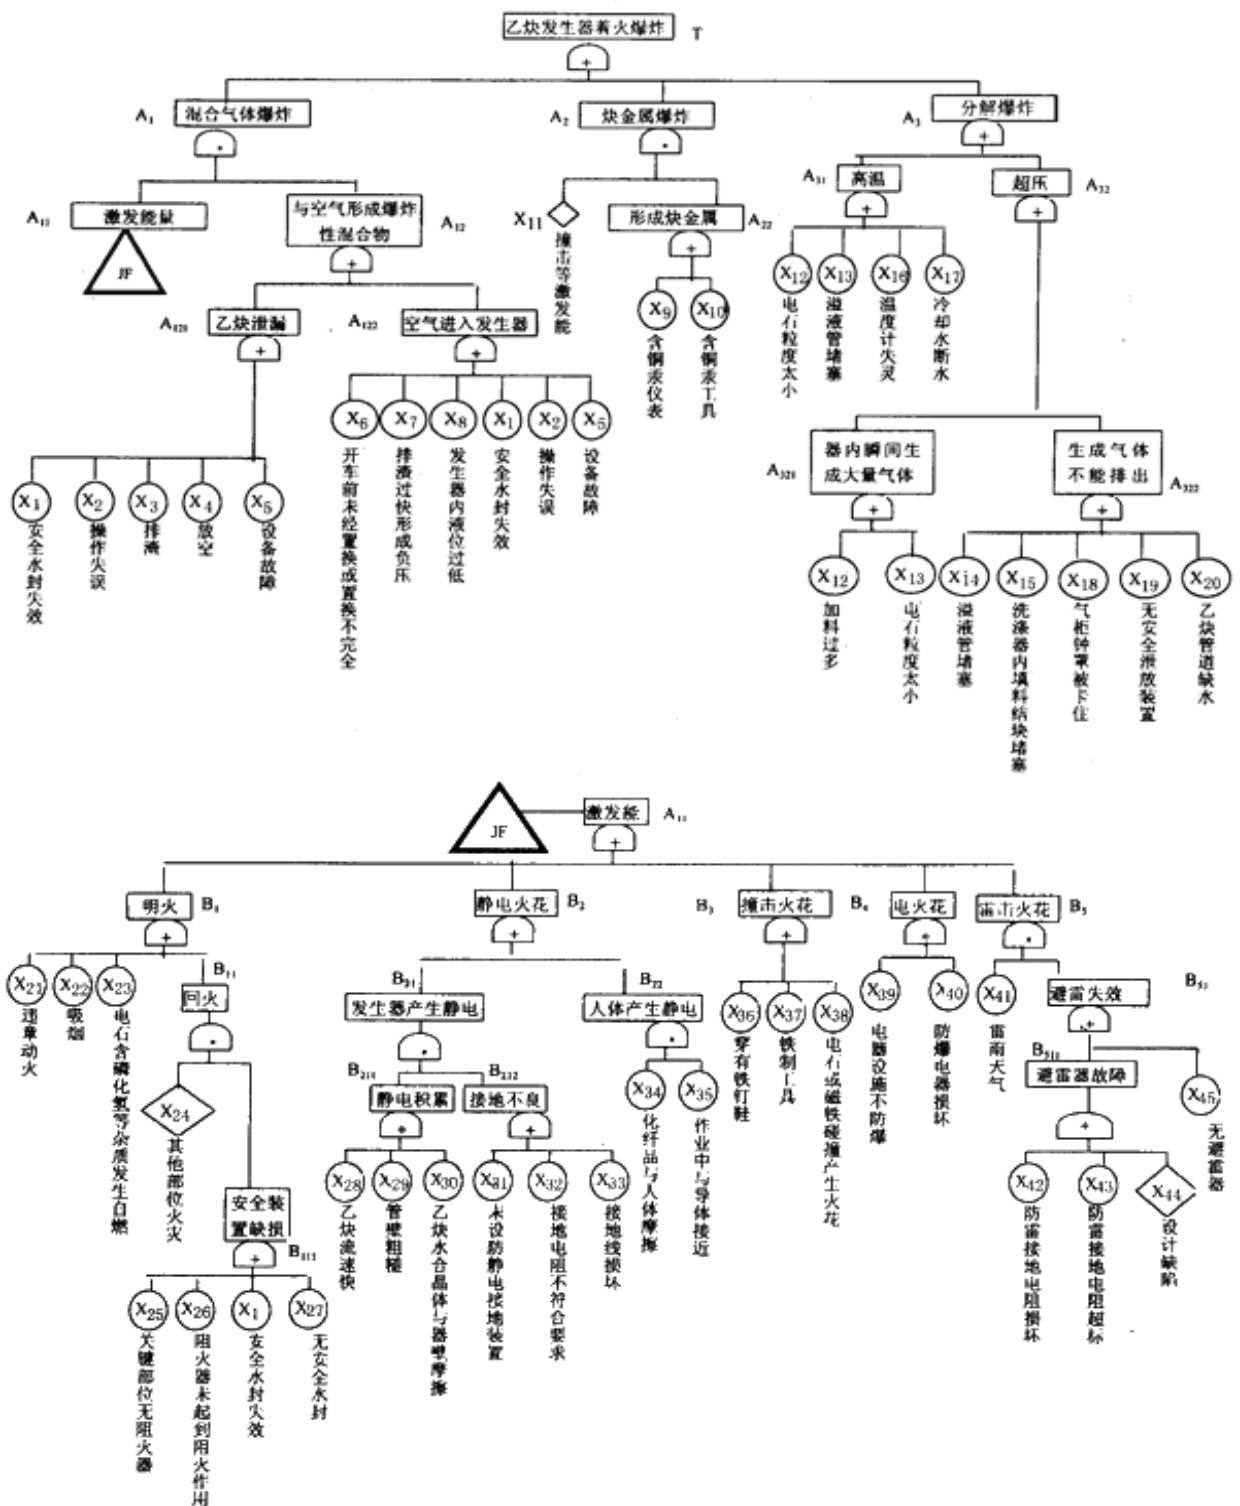 乙炔发生器着火爆炸 T
+
A1 混合气体爆炸
·
A2 炔金属爆炸
·
A3 分解爆炸
+
A11 激发能量
JF
与空气形成爆炸
性混合物 A12
+
X11
撞击等激发能
形成炔金属 A22
+
A31 高温
+
超压 A32
+
A121 乙炔泄漏
+
A122 空气进入发生器
+
X9
含铜汞仪表
X10
含铜汞工具
X12
电石粒度太小
X13
溢液管堵塞
X16
温度计失灵
X17
冷却水断水
X1
安全水封失效
X2
操作失误
X3
排渣
X4
放空
X5
设备故障
X6
开车前未经置换或置换不完全
X7
排渣过快形成负压
X8
发生器内液位过低
X1
安全水封失效
X2
操作失误
X5
设备故障
器内瞬间生
成大量气体
A321
+
生成气体
不能排出
A322
+
X12
加料过多
X13
电石粒度太小
X14
溢液管堵塞
X15
洗涤器内填料结块堵塞
X18
气柜钟罩被卡住
X19
无安全泄放装置
X20
乙炔管道缺水
JF
激发能 A11
+
明火 B1
+
静电火花 B2
+
B3 撞击火花
+
B4 电火花
+
雷击火花 B5
·
X21
违章动火
X22
吸烟
X23
电石含磷化氢等杂质发生自燃
B11
回火
·
X24
其他部位火灾
安全装
置缺损
B111
+
X25
关键部位无阻火器
X26
阻火器未起到阻火作用
X1
安全水封失效
X27
无安全水封
B21
发生器产生静电
·
B22
人体产生静电
·
B211
静电积累
+
B212
接地不良
+
X28
乙炔流速快
X29
管壁粗糙
X30
乙炔水合晶体与器壁摩擦
X31
未设防静电接地装置
X32
接地电阻不符合要求
X33
接地线损坏
X34
化纤品与人体摩擦
X35
作业中与导体接近
X36
穿有铁钉鞋
X37
铁制工具
X38
电石或磁铁碰撞产生火花
X39
电器设施不防爆
X40
防爆电器损坏
X41
雷雨天气
避雷失效
B51
+
B511
避雷器故障
+
X45
无避雷器
X42
防雷接地电阻损坏
X43
防雷接地电阻超标
X44
设计缺陷